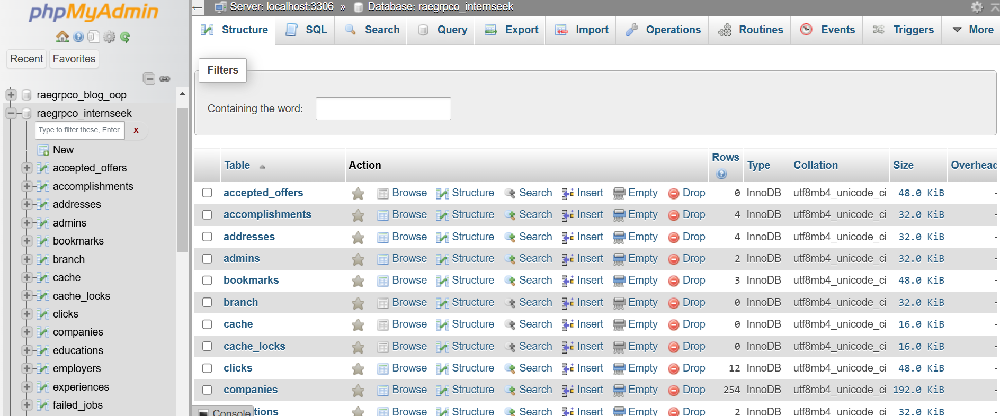 phpMyAdmin
Recent Favorites
raegrpco_blog_oop
raegrpco_internseek
Type to filter these, Enter X
New
accepted_offers
accomplishments
addresses
admins
bookmarks
branch
cache
cache_locks
clicks
companies
educations
employers
experiences
failed_jobs
Server: localhost:3306 » Database: raegrpco_internseek
Structure SQL Search Query Export Import Operations Routines Events Triggers More
Filters
Containing the word:
Table Action Rows Type Collation Size Overhead
accepted_offers Browse Structure Search Insert Empty Drop 0 InnoDB utf8mb4_unicode_ci 48.0 KiB -
accomplishments Browse Structure Search Insert Empty Drop 4 InnoDB utf8mb4_unicode_ci 32.0 KiB -
addresses Browse Structure Search Insert Empty Drop 4 InnoDB utf8mb4_unicode_ci 32.0 KiB -
admins Browse Structure Search Insert Empty Drop 2 InnoDB utf8mb4_unicode_ci 32.0 KiB -
bookmarks Browse Structure Search Insert Empty Drop 3 InnoDB utf8mb4_unicode_ci 48.0 KiB -
branch Browse Structure Search Insert Empty Drop 0 InnoDB utf8mb4_unicode_ci 32.0 KiB -
cache Browse Structure Search Insert Empty Drop 0 InnoDB utf8mb4_unicode_ci 16.0 KiB -
cache_locks Browse Structure Search Insert Empty Drop 0 InnoDB utf8mb4_unicode_ci 16.0 KiB -
clicks Browse Structure Search Insert Empty Drop 12 InnoDB utf8mb4_unicode_ci 48.0 KiB -
companies Browse Structure Search Insert Empty Drop 254 InnoDB utf8mb4_unicode_ci 192.0 KiB -
tions Browse Structure Search Insert Empty Drop 2 InnoDB utf8mb4_unicode_ci 32.0 KiB -
Console